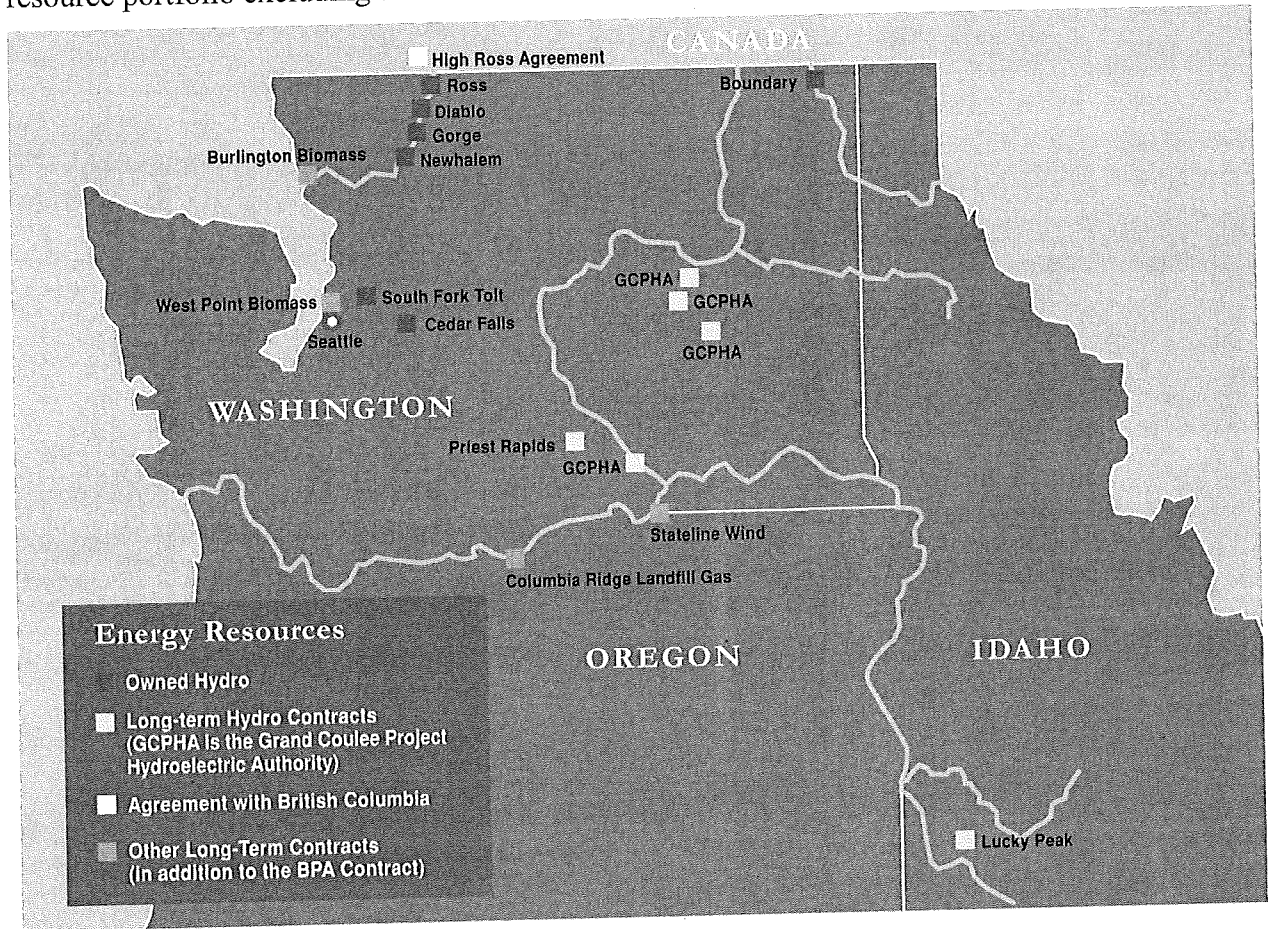 resource portfolio excluding
CANADA
High Ross Agreement
Ross
Boundary
Diablo
Gorge
Burlington Biomass
Newhalem
GCPHA
GCPHA
West Point Biomass
South Fork Tolt
Cedar Falls
Seattle
GCPHA
WASHINGTON
Priest Rapids
GCPHA
Stateline Wind
Columbia Ridge Landfill Gas
Energy Resources
OREGON
IDAHO
Owned Hydro
Long-term Hydro Contracts
(GCPHA is the Grand Coulee Project
Hydroelectric Authority)
Agreement with British Columbia
Other Long-Term Contracts
(in addition to the BPA Contract)
Lucky Peak